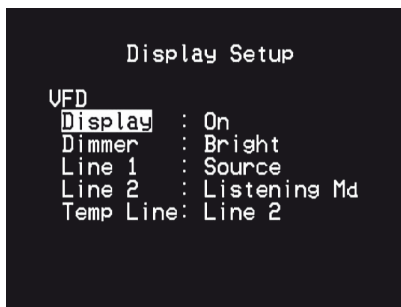 Display Setup
VFD
Display : On
Dimmer : Bright
Line 1 : Source
Line 2 : Listening Md
Temp Line: Line 2